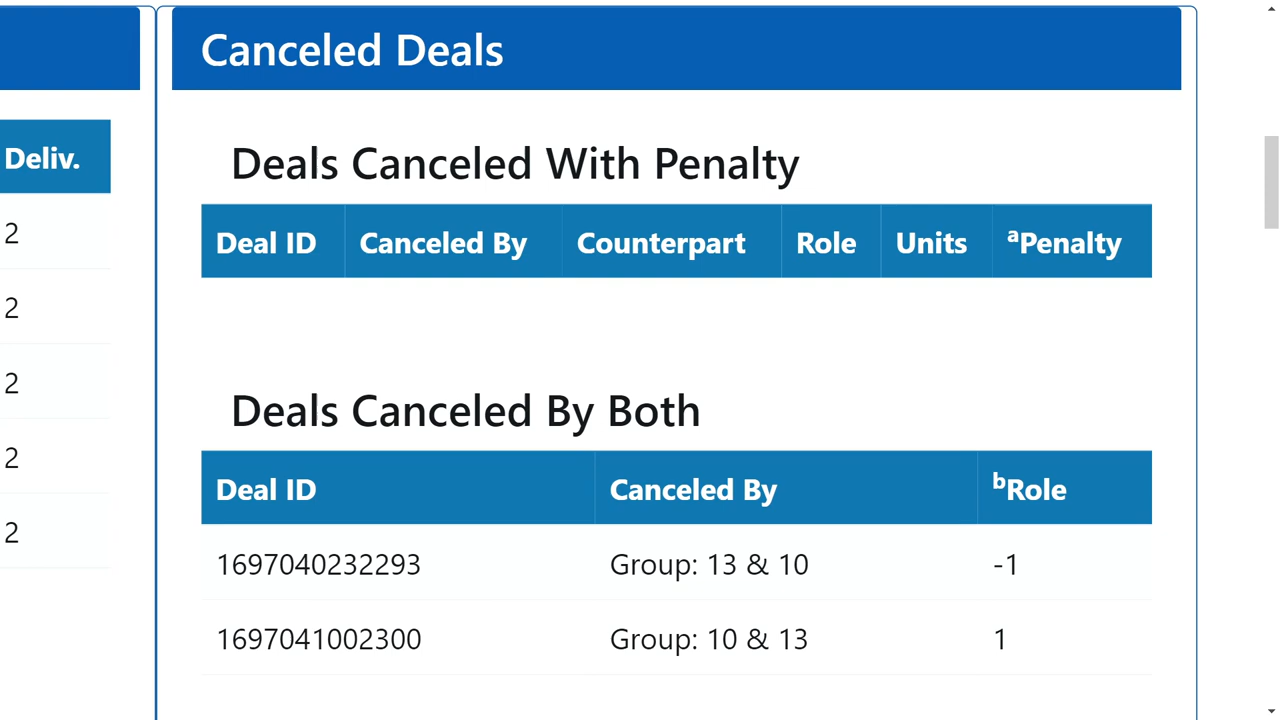 Canceled Deals
Deliv.
2
2
2
2
2
Deals Canceled With Penalty
Deal ID Canceled By Counterpart Role Units ᵃPenalty
Deals Canceled By Both
Deal ID Canceled By ᵇRole
1697040232293 Group: 13 & 10 -1
1697041002300 Group: 10 & 13 1